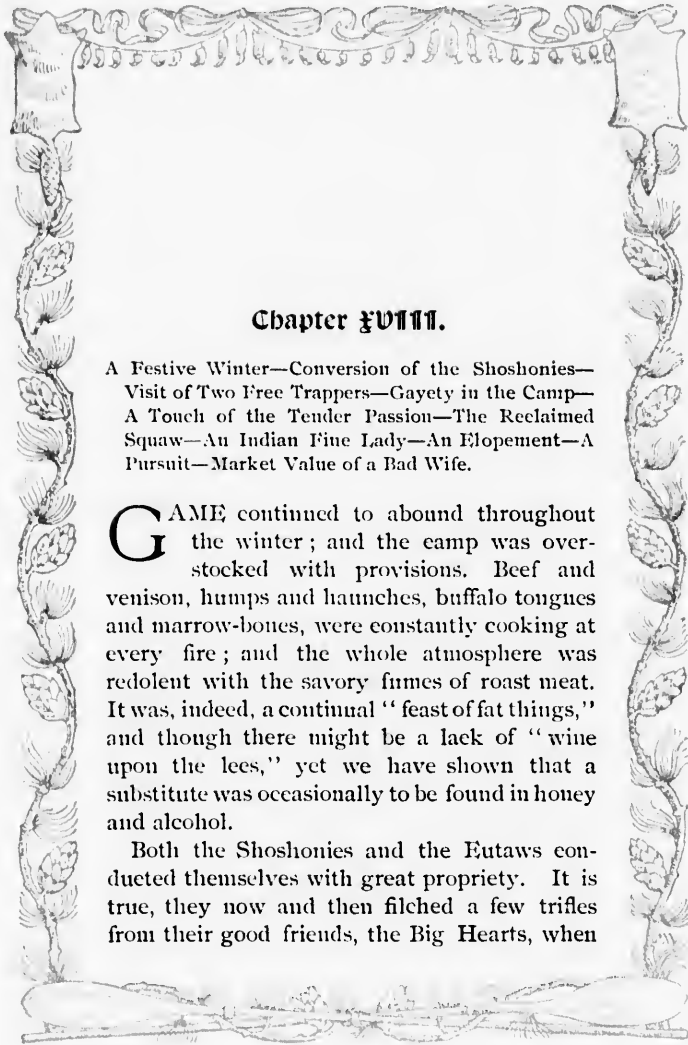 Chapter XVIII.
A Festive Winter—Conversion of the Shoshonies—
Visit of Two Free Trappers—Gayety in the Camp—
A Touch of the Tender Passion—The Reclaimed
Squaw—An Indian Fine Lady—An Elopement—A
Pursuit—Market Value of a Bad Wife.
GAME continued to abound throughout
the winter; and the camp was over-
stocked with provisions. Beef and
venison, humps and haunches, buffalo tongues
and marrow-bones, were constantly cooking at
every fire; and the whole atmosphere was
redolent with the savory fumes of roast meat.
It was, indeed, a continual "feast of fat things,"
and though there might be a lack of "wine
upon the lees," yet we have shown that a
substitute was occasionally to be found in honey
and alcohol.
Both the Shoshonies and the Eutaws con-
ducted themselves with great propriety. It is
true, they now and then filched a few trifles
from their good friends, the Big Hearts, when